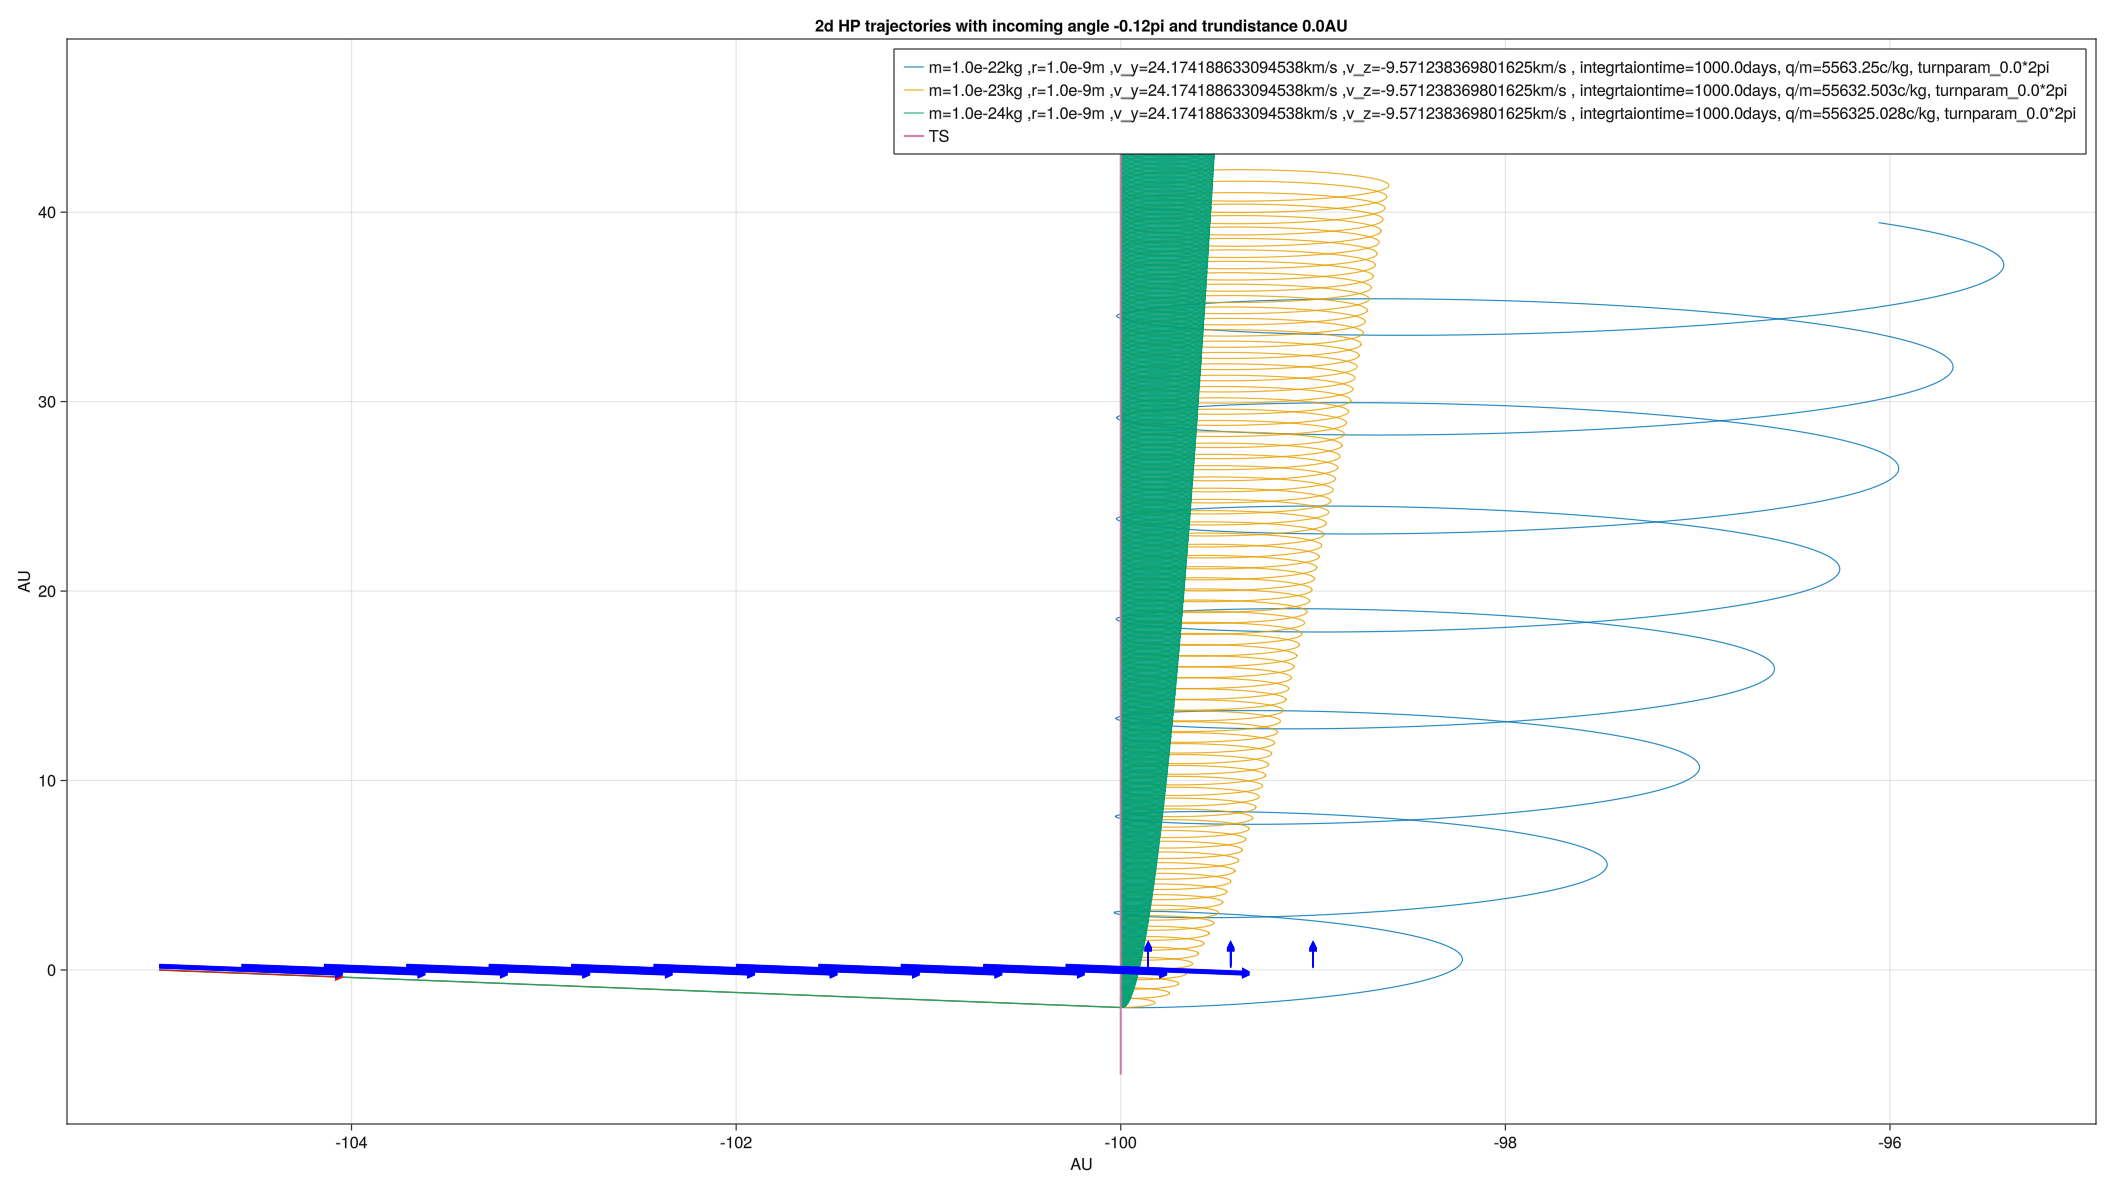 2d HP trajectories with incoming angle -0.12pi and trundistance 0.0AU
m=1.0e-22kg ,r=1.0e-9m ,v_y=24.174188633094538km/s ,v_z=-9.571238369801625km/s , integrtaiontime=1000.0days, q/m=5563.25c/kg, turnparam_0.0*2pi
m=1.0e-23kg ,r=1.0e-9m ,v_y=24.174188633094538km/s ,v_z=-9.571238369801625km/s , integrtaiontime=1000.0days, q/m=55632.503c/kg, turnparam_0.0*2pi
m=1.0e-24kg ,r=1.0e-9m ,v_y=24.174188633094538km/s ,v_z=-9.571238369801625km/s , integrtaiontime=1000.0days, q/m=556325.028c/kg, turnparam_0.0*2pi
TS
40
30
20
10
0
AU
-104
-102
-100
-98
-96
AU